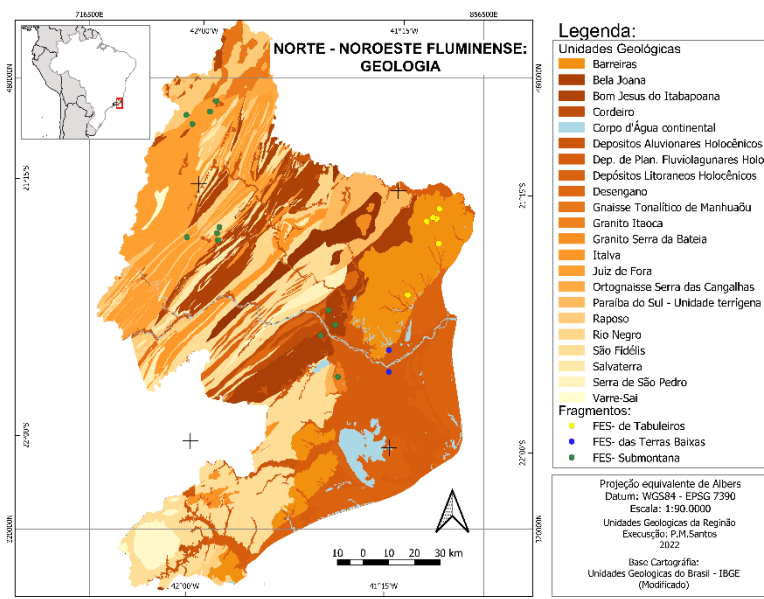 716500E
856500E
42°00'W
41°15'W
NORTE - NOROESTE FLUMINENSE:
GEOLOGIA
480000N
480000N
21°15'S
21°15'S
22°00'S
22°00'S
10 0 10 20 30 km
42°00'W
41°15'W
Legenda:
Unidades Geológicas
Barreiras
Bela Joana
Bom Jesus do Itabapoana
Cordeiro
Corpo d'Água continental
Depositos Aluvionares Holocênicos
Dep. de Plan. Fluviolagunares Holo
Depósitos Litoraneos Holocênicos
Desengano
Gnaisse Tonalítico de Manhuaõu
Granito Itaoca
Granito Serra da Bateia
Italva
Juiz de Fora
Ortognaisse Serra das Cangalhas
Paraíba do Sul - Unidade terrígena
Raposo
Rio Negro
São Fidélis
Salvaterra
Serra de São Pedro
Varre-Sai
Fragmentos:
FES- de Tabuleiros
FES- das Terras Baixas
FES- Submontana
Projeção equivalente de Albers
Datum: WGS84 - EPSG 7390
Escala: 1:90.0000
Unidades Geologicas da Reginão
Execusção: P.M.Santos
2022
Base Cartográfia:
Unidades Geologicas do Brasil - IBGE
(Modificado)